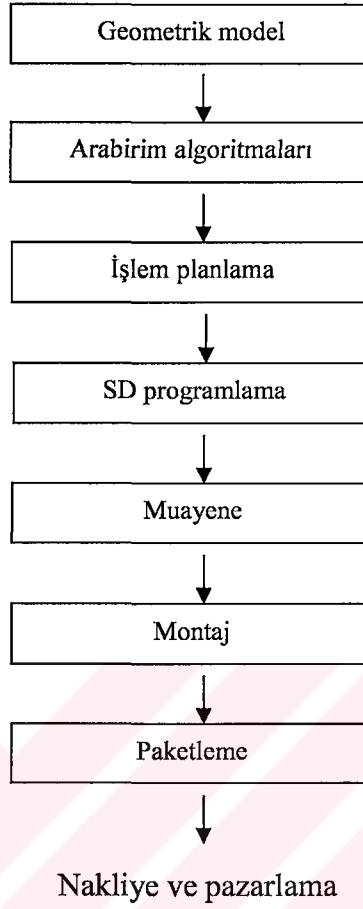 Geometrik model
Arabirim algoritmaları
İşlem planlama
SD programlama
Muayene
Montaj
Paketleme
Nakliye ve pazarlama